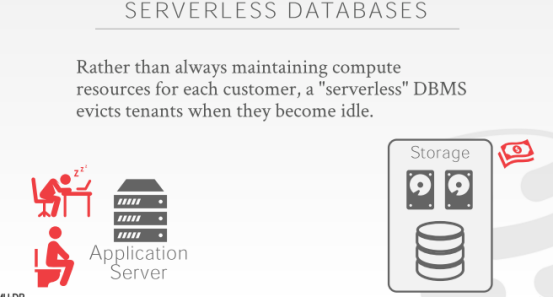 SERVERLESS DATABASES
Rather than always maintaining compute
resources for each customer, a "serverless" DBMS
evicts tenants when they become idle.
Storage
zzz
Application
Server